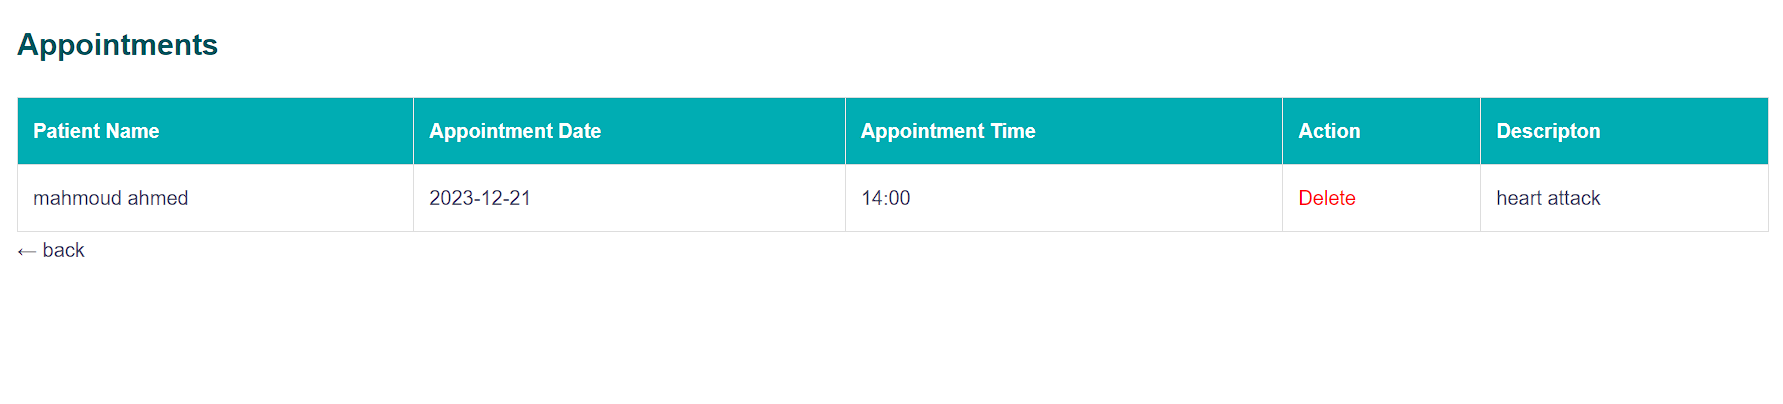 Appointments
Patient Name Appointment Date Appointment Time Action Descripton
mahmoud ahmed 2023-12-21 14:00 Delete heart attack
← back